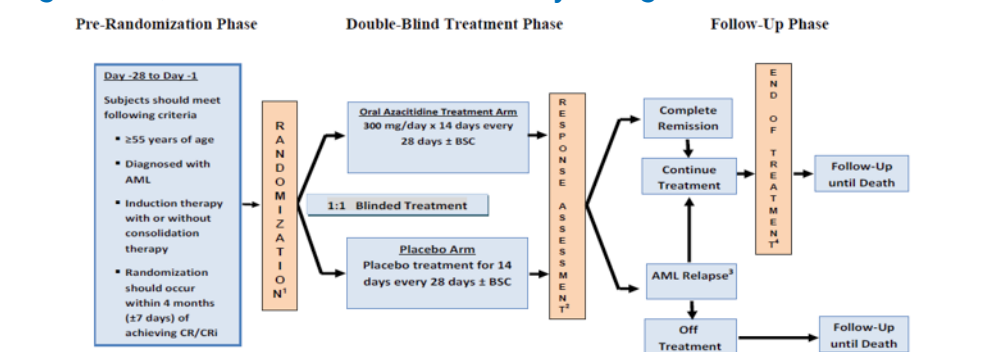 Pre-Randomization Phase
Double-Blind Treatment Phase
Follow-Up Phase
Day -28 to Day -1
Subjects should meet
following criteria
▪ ≥55 years of age
▪ Diagnosed with
AML
▪ Induction therapy
with or without
consolidation
therapy
▪ Randomization
should occur
within 4 months
(±7 days) of
achieving CR/CRi
RANDOMIZATION¹
Oral Azacitidine Treatment Arm
300 mg/day x 14 days every
28 days ± BSC
1:1 Blinded Treatment
Placebo Arm
Placebo treatment for 14
days every 28 days ± BSC
RESPONSE ASSESSMENT²
Complete
Remission
Continue
Treatment
AML Relapse³
Off
Treatment
END OF TREATMENT⁴
Follow-Up
until Death
Follow-Up
until Death